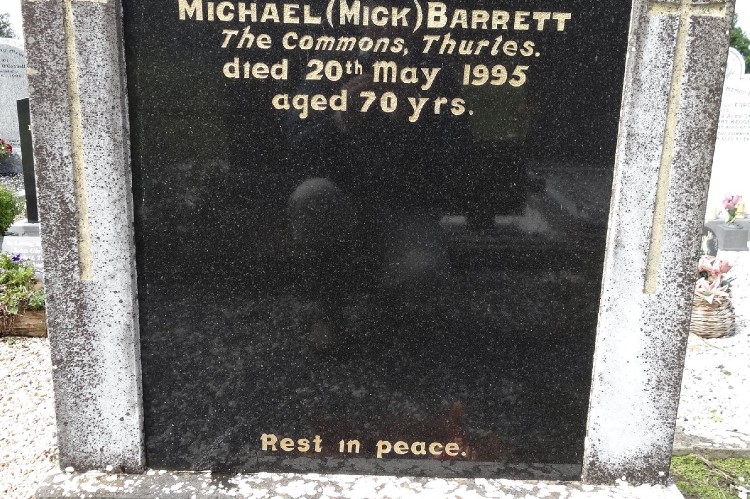 Michael (Mick) Barrett
The Commons, Thurles.
died 20th May 1995
aged 70 yrs.
Rest in peace.